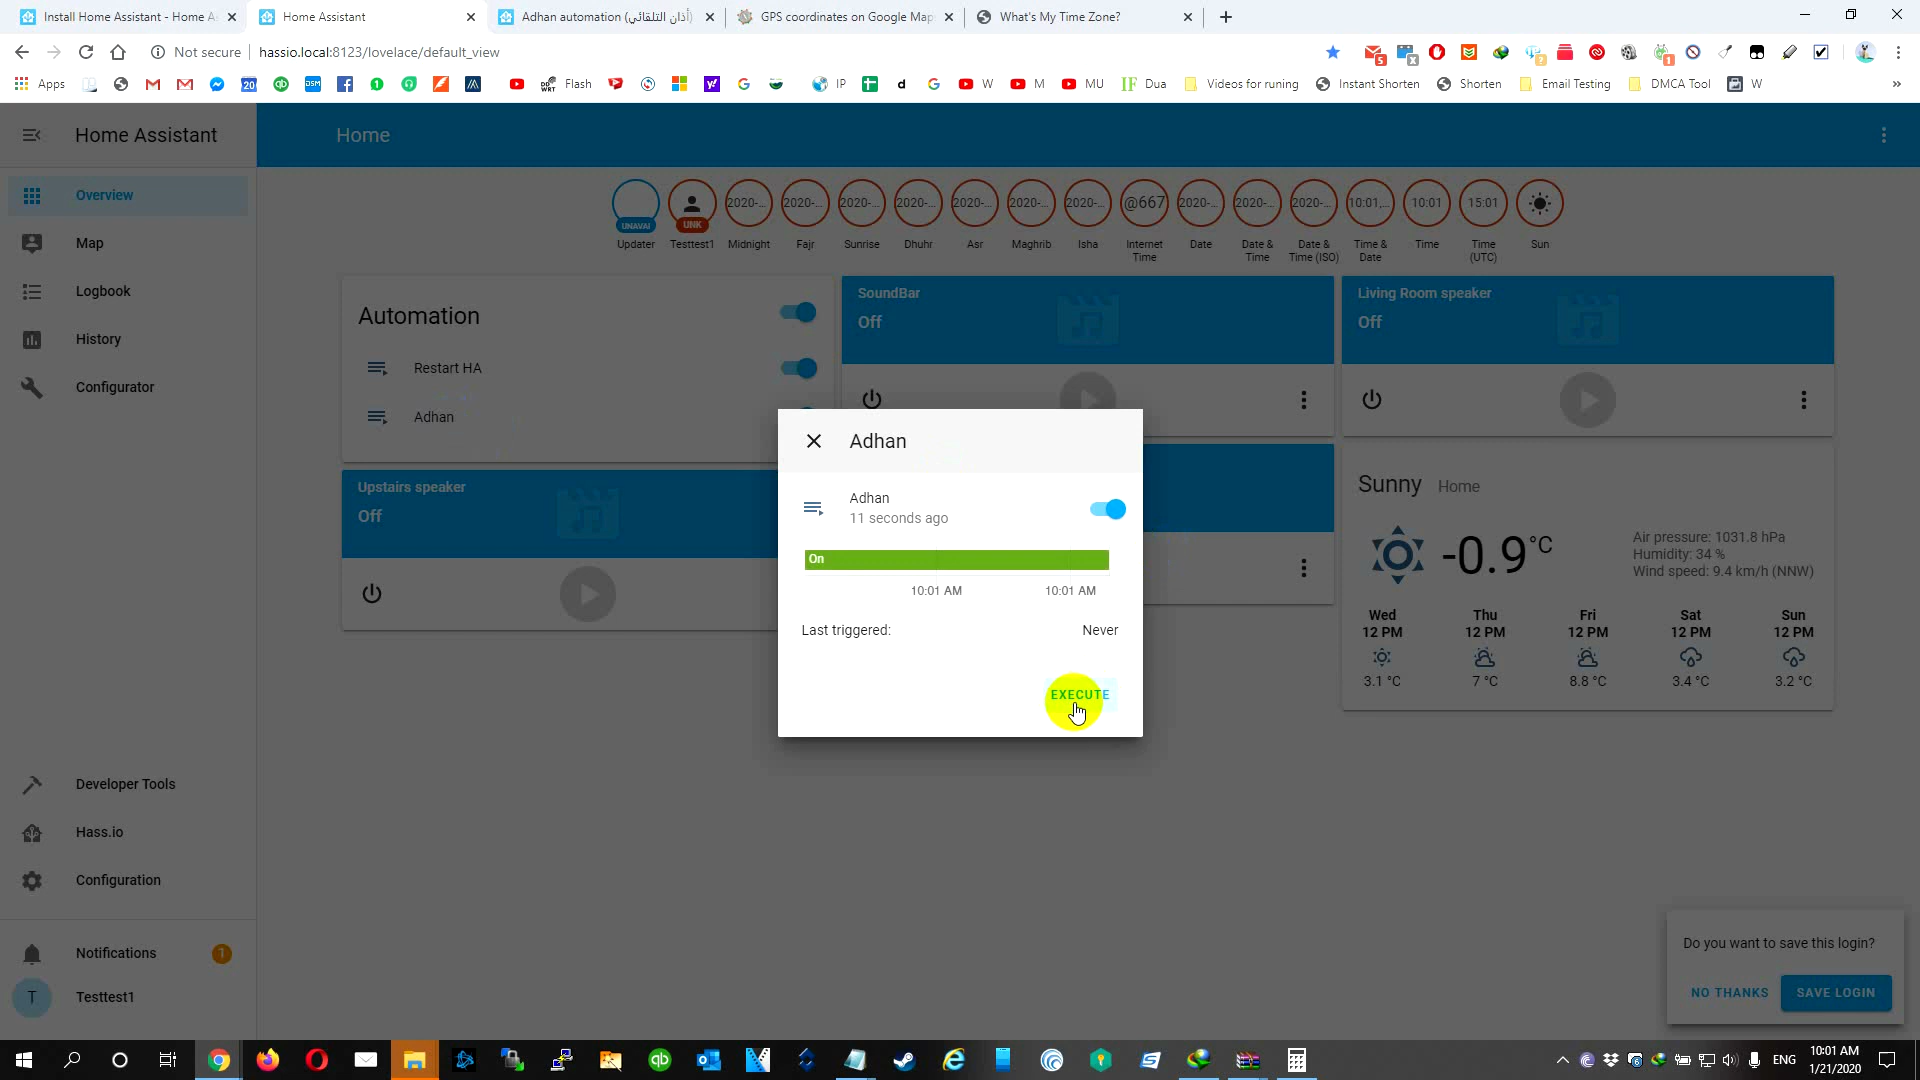 Install Home Assistant - Home A
Home Assistant
Adhan automation (أذان التلقائي)
GPS coordinates on Google Map
What's My Time Zone?
Not secure
hassio.local:8123/lovelace/default_view
Apps
Flash
IP
W
M
MU
Dua
Videos for runing
Instant Shorten
Shorten
Email Testing
DMCA Tool
W
»
Home Assistant
Home
Overview
Map
Logbook
History
Configurator
Developer Tools
Hass.io
Configuration
Notifications
1
T
Testtest1
UNAVAI
UNK
2020-...
2020-...
2020-...
2020-...
2020-...
2020-...
2020-...
@667
2020-...
2020-...
2020-...
10:01,...
10:01
15:01
Updater
Testtest1
Midnight
Fajr
Sunrise
Dhuhr
Asr
Maghrib
Isha
Internet
Time
Date
Date &
Time
Date &
Time (ISO)
Time &
Date
Time
Time
(UTC)
Sun
Automation
Restart HA
Adhan
SoundBar
Off
Living Room speaker
Off
Upstairs speaker
Off
Adhan
Adhan
11 seconds ago
On
10:01 AM
10:01 AM
Last triggered:
Never
EXECUTE
Sunny
Home
-0.9°C
Air pressure: 1031.8 hPa
Humidity: 34 %
Wind speed: 9.4 km/h (NNW)
Wed
12 PM
3.1 °C
Thu
12 PM
7 °C
Fri
12 PM
8.8 °C
Sat
12 PM
3.4 °C
Sun
12 PM
3.2 °C
Do you want to save this login?
NO THANKS
SAVE LOGIN
ENG
10:01 AM
1/21/2020